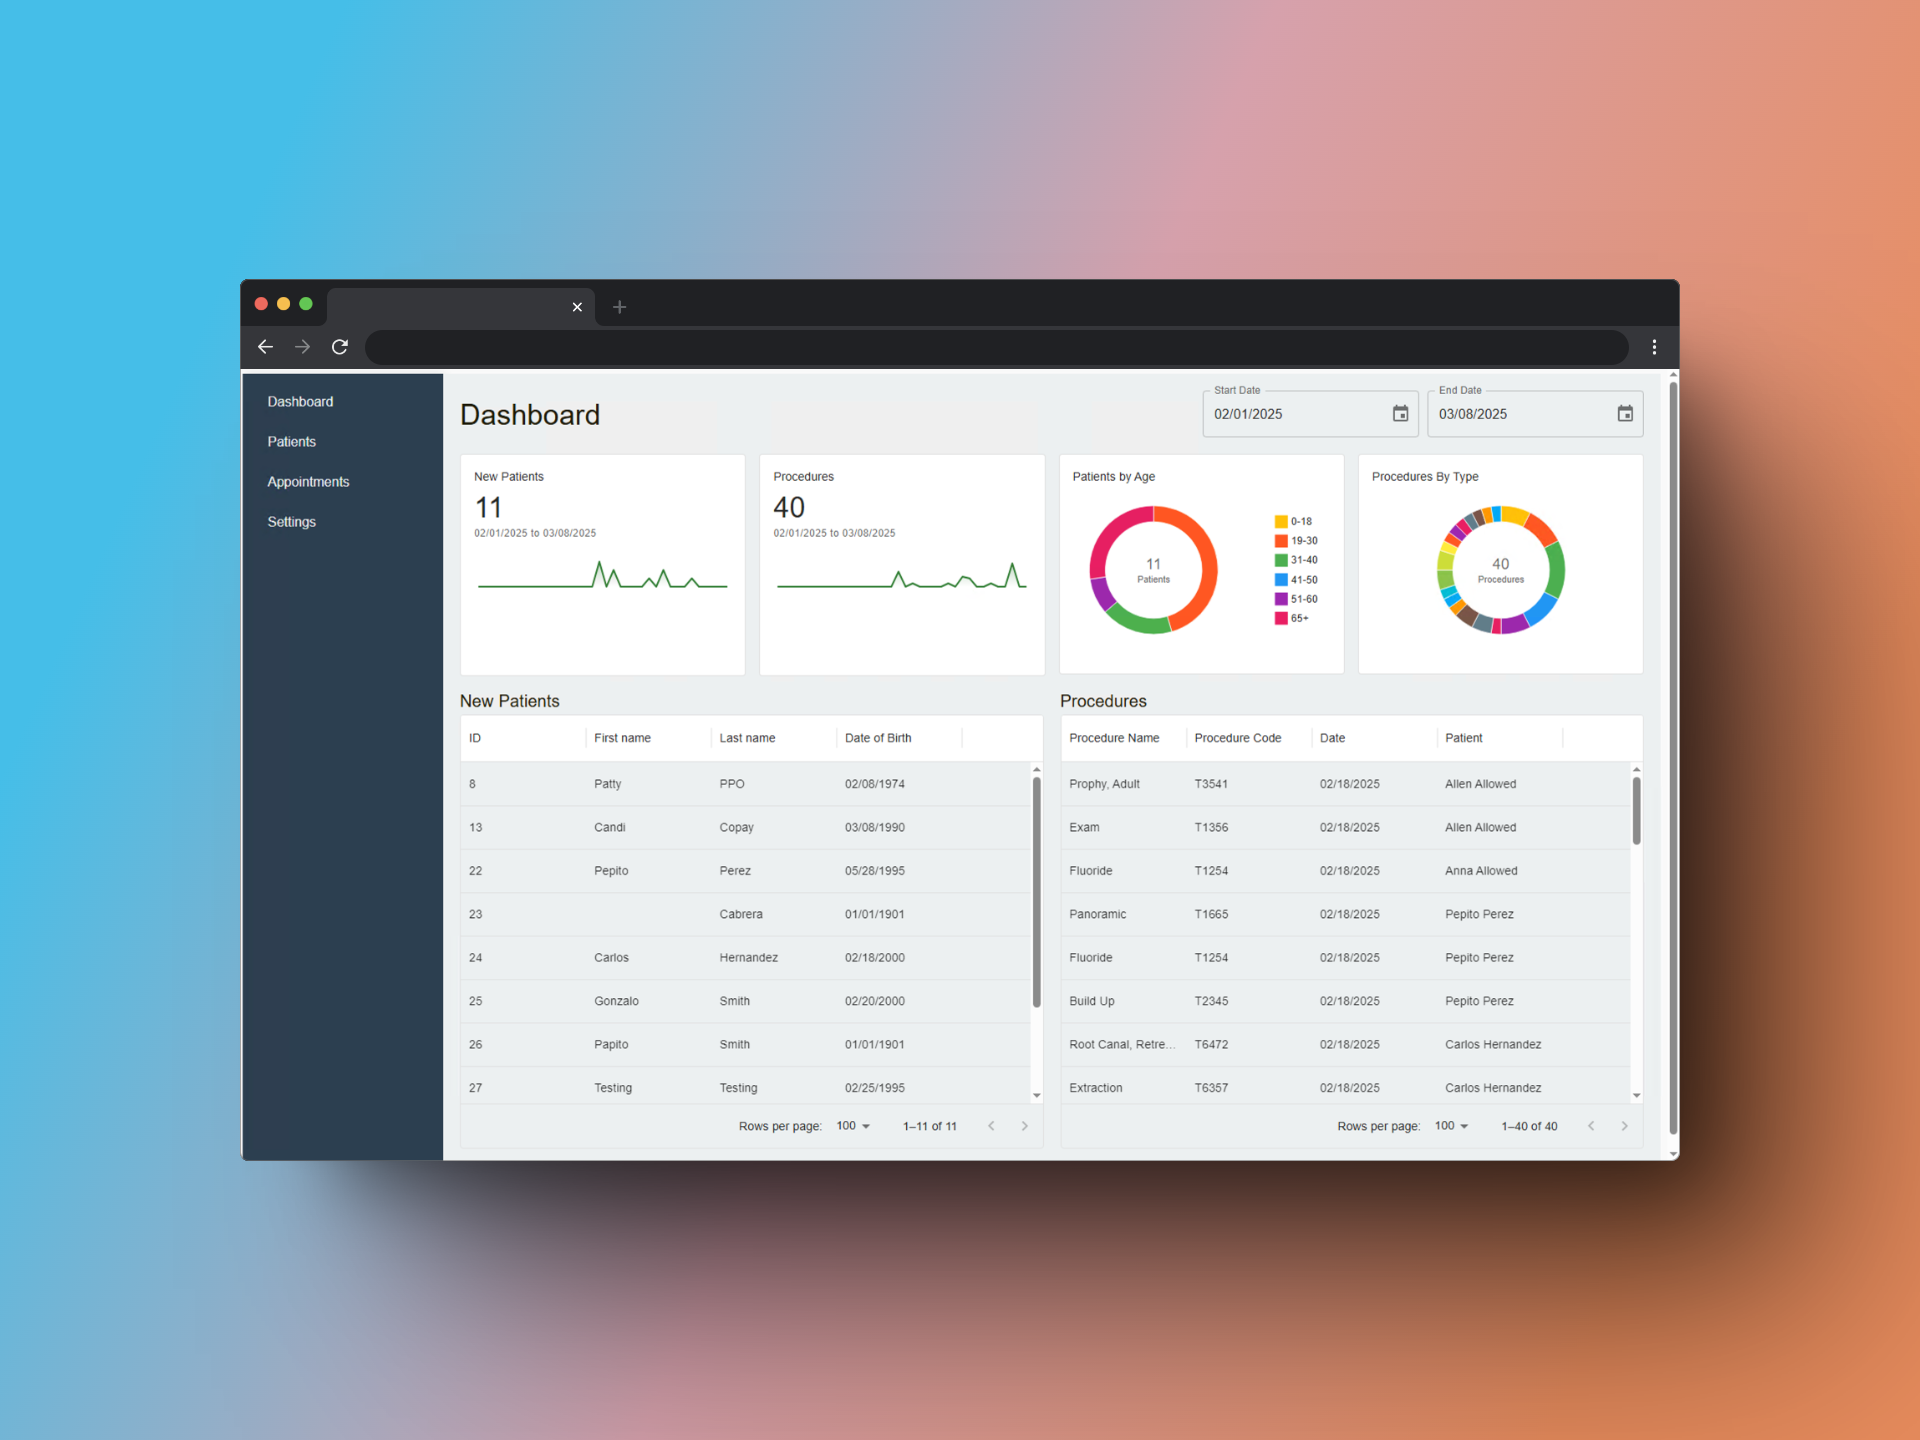 Dashboard
Patients
Appointments
Settings
Dashboard
Start Date
02/01/2025
End Date
03/08/2025
New Patients
11
02/01/2025 to 03/08/2025
Procedures
40
02/01/2025 to 03/08/2025
Patients by Age
11
Patients
0-18
19-30
31-40
41-50
51-60
65+
Procedures By Type
40
Procedures
New Patients
ID First name Last name Date of Birth
8 Patty PPO 02/08/1974
13 Candi Copay 03/08/1990
22 Pepito Perez 05/28/1995
23 Cabrera 01/01/1901
24 Carlos Hernandez 02/18/2000
25 Gonzalo Smith 02/20/2000
26 Papito Smith 01/01/1901
27 Testing Testing 02/25/1995
Rows per page: 100 1–11 of 11
Procedures
Procedure Name Procedure Code Date Patient
Prophy, Adult T3541 02/18/2025 Allen Allowed
Exam T1356 02/18/2025 Allen Allowed
Fluoride T1254 02/18/2025 Anna Allowed
Panoramic T1665 02/18/2025 Pepito Perez
Fluoride T1254 02/18/2025 Pepito Perez
Build Up T2345 02/18/2025 Pepito Perez
Root Canal, Retre... T6472 02/18/2025 Carlos Hernandez
Extraction T6357 02/18/2025 Carlos Hernandez
Rows per page: 100 1–40 of 40